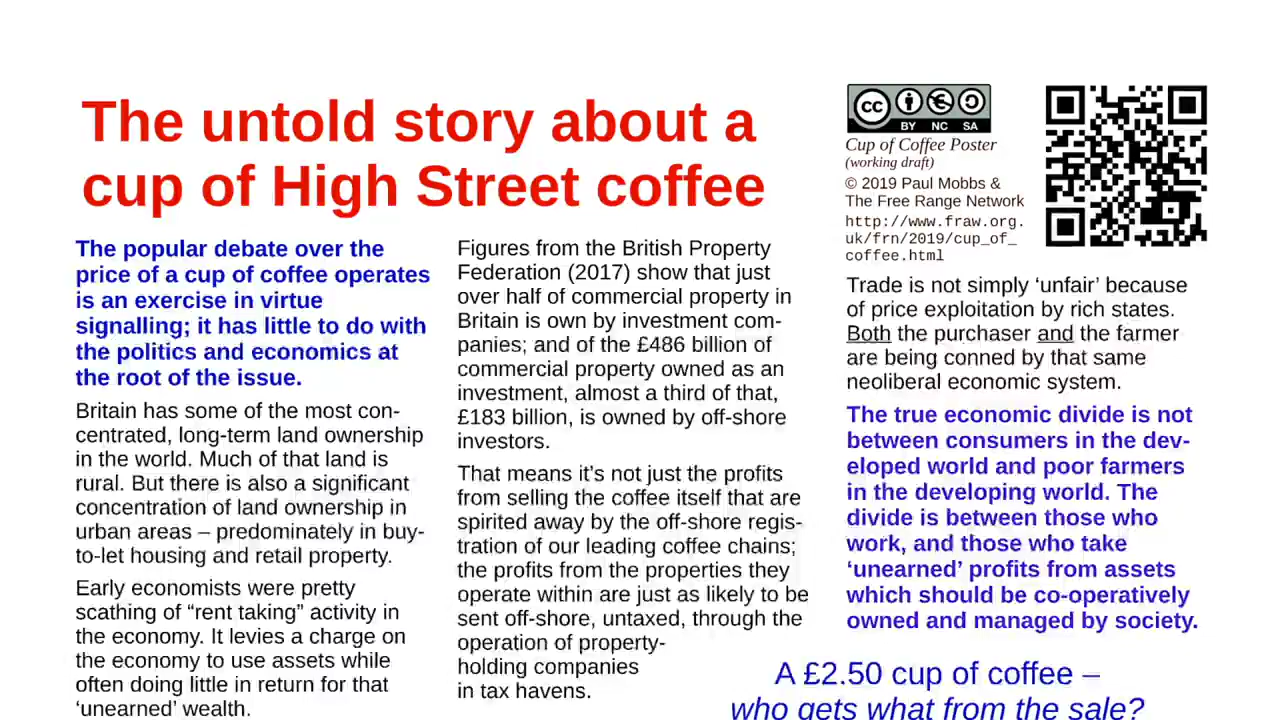 The untold story about a
cup of High Street coffee
The popular debate over the
price of a cup of coffee operates
is an exercise in virtue
signalling; it has little to do with
the politics and economics at
the root of the issue.
Britain has some of the most con-
centrated, long-term land ownership
in the world. Much of that land is
rural. But there is also a significant
concentration of land ownership in
urban areas – predominately in buy-
to-let housing and retail property.
Early economists were pretty
scathing of “rent taking” activity in
the economy. It levies a charge on
the economy to use assets while
often doing little in return for that
‘unearned’ wealth.
Figures from the British Property
Federation (2017) show that just
over half of commercial property in
Britain is own by investment com-
panies; and of the £486 billion of
commercial property owned as an
investment, almost a third of that,
£183 billion, is owned by off-shore
investors.
That means it’s not just the profits
from selling the coffee itself that are
spirited away by the off-shore regis-
tration of our leading coffee chains;
the profits from the properties they
operate within are just as likely to be
sent off-shore, untaxed, through the
operation of property-
holding companies
in tax havens.
cc
BY NC SA
Cup of Coffee Poster
(working draft)
© 2019 Paul Mobbs &
The Free Range Network
http://www.fraw.org.
uk/frn/2019/cup_of_
coffee.html
Trade is not simply ‘unfair’ because
of price exploitation by rich states.
Both the purchaser and the farmer
are being conned by that same
neoliberal economic system.
The true economic divide is not
between consumers in the dev-
eloped world and poor farmers
in the developing world. The
divide is between those who
work, and those who take
‘unearned’ profits from assets
which should be co-operatively
owned and managed by society.
A £2.50 cup of coffee –
who gets what from the sale?